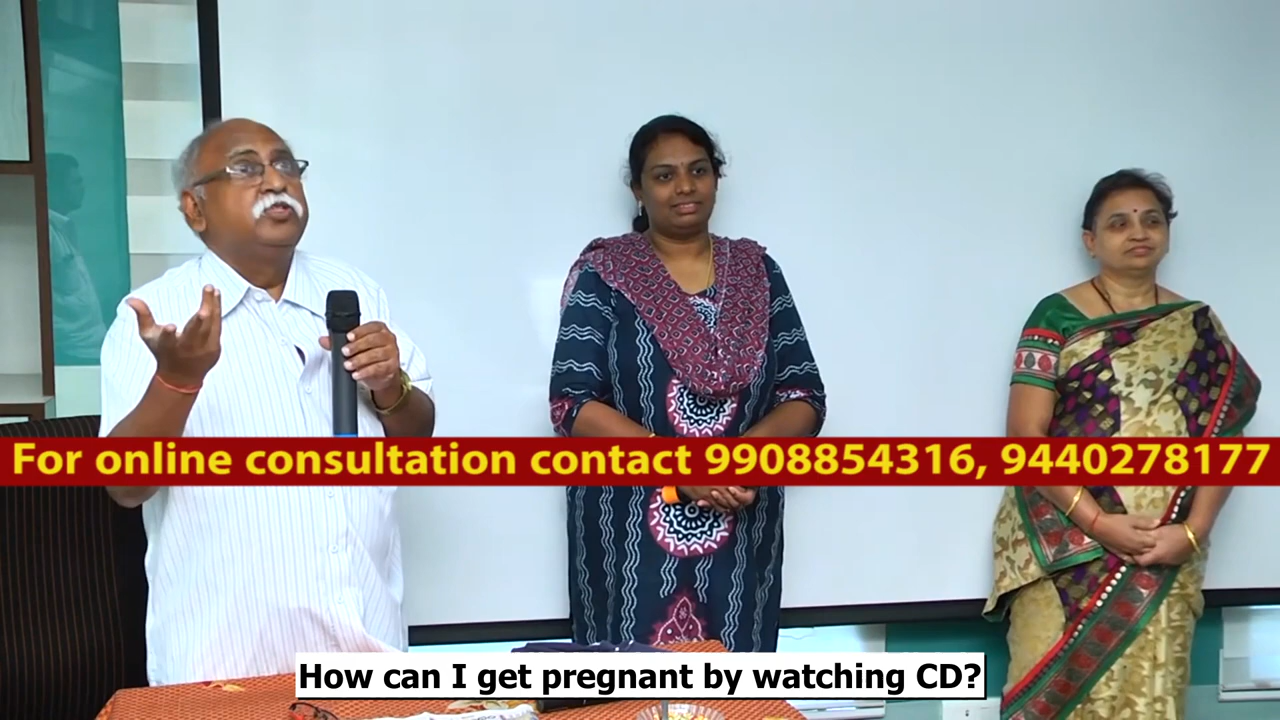 For online consultation contact 9908854316, 9440278177
How can I get pregnant by watching CD?